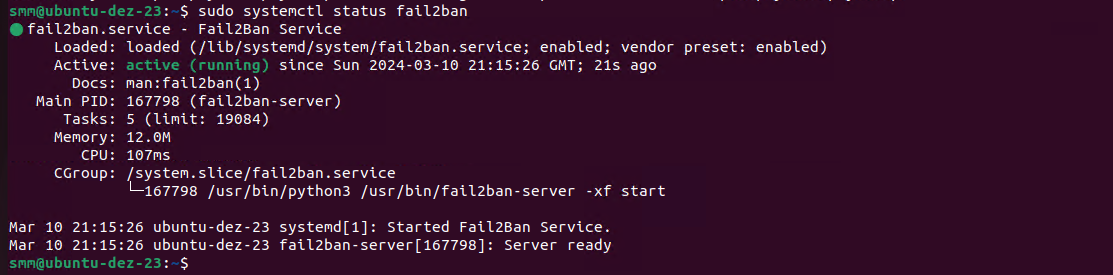 smm@ubuntu-dez-23:~$ sudo systemctl status fail2ban
● fail2ban.service - Fail2Ban Service
     Loaded: loaded (/lib/systemd/system/fail2ban.service; enabled; vendor preset: enabled)
     Active: active (running) since Sun 2024-03-10 21:15:26 GMT; 21s ago
       Docs: man:fail2ban(1)
   Main PID: 167798 (fail2ban-server)
      Tasks: 5 (limit: 19084)
     Memory: 12.0M
        CPU: 107ms
     CGroup: /system.slice/fail2ban.service
             └─167798 /usr/bin/python3 /usr/bin/fail2ban-server -xf start

Mar 10 21:15:26 ubuntu-dez-23 systemd[1]: Started Fail2Ban Service.
Mar 10 21:15:26 ubuntu-dez-23 fail2ban-server[167798]: Server ready
smm@ubuntu-dez-23:~$